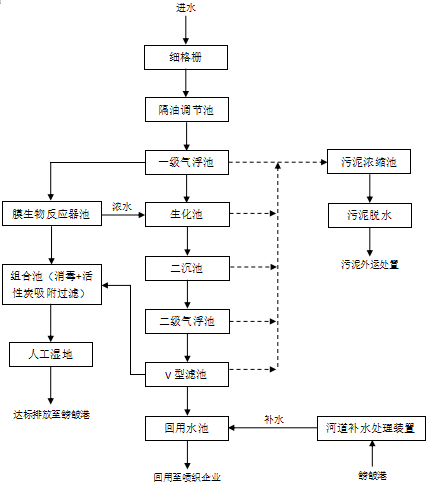 进水
细格栅
隔油调节池
一级气浮池
污泥浓缩池
膜生物反应器池
浓水
生化池
污泥脱水
二沉池
污泥外运处置
组合池（消毒+活
性炭吸附过滤）
二级气浮池
人工湿地
V型滤池
达标排放至鳑鲏港
回用水池
补水
河道补水处理装置
回用至喷织企业
鳑鲏港